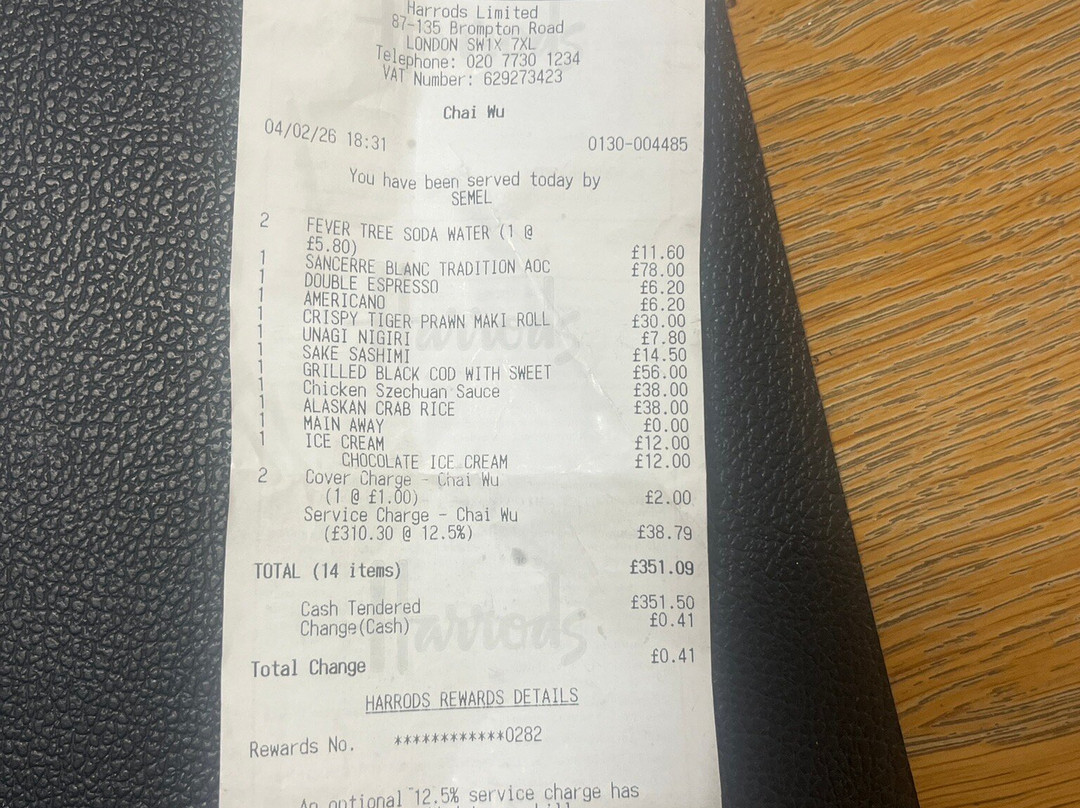 Harrods Limited
87-135 Brompton Road
LONDON SW1X 7XL
Telephone: 020 7730 1234
VAT Number: 629273423
Chai Wu
04/02/26 18:31 0130-004485
You have been served today by
SEMEL
2 FEVER TREE SODA WATER (1 @
£5.80) £11.60
1 SANCERRE BLANC TRADITION AOC £78.00
1 DOUBLE ESPRESSO £6.20
1 AMERICANO £6.20
1 CRISPY TIGER PRAWN MAKI ROLL £30.00
1 UNAGI NIGIRI £7.80
1 SAKE SASHIMI £14.50
1 GRILLED BLACK COD WITH SWEET £56.00
1 Chicken Szechuan Sauce £38.00
1 ALASKAN CRAB RICE £38.00
1 MAIN AWAY £0.00
1 ICE CREAM £12.00
CHOCOLATE ICE CREAM £12.00
2 Cover Charge - Chai Wu
(1 @ £1.00) £2.00
Service Charge - Chai Wu
(£310.30 @ 12.5%) £38.79
TOTAL (14 items) £351.09
Cash Tendered £351.50
Change(Cash) £0.41
Total Change £0.41
HARRODS REWARDS DETAILS
Rewards No. ************0282
An optional 12.5% service charge has